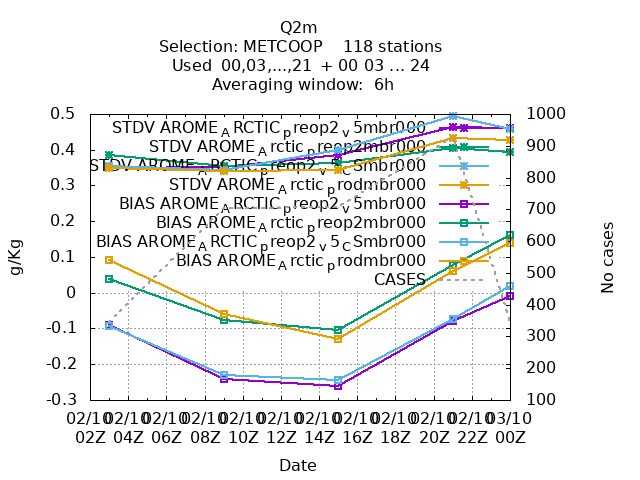 Q2m
Selection: METCOOP 118 stations
Used 00,03,...,21 + 00 03 ... 24
Averaging window: 6h
STDV AROME_ARCTIC_preop2_v5mbr000
STDV AROME_Arctic_preop2mbr000
STDV AROME_ARCTIC_preop2_v5_CSmbr000
STDV AROME_Arctic_prodmbr000
BIAS AROME_ARCTIC_preop2_v5mbr000
BIAS AROME_Arctic_preop2mbr000
BIAS AROME_ARCTIC_preop2_v5_CSmbr000
BIAS AROME_Arctic_prodmbr000
CASES
0.5
0.4
0.3
0.2
0.1
0
-0.1
-0.2
-0.3
g/Kg
1000
900
800
700
600
500
400
300
200
100
No cases
02/10 02/10 02/10 02/10 02/10 02/10 02/10 02/10 02/10 02/10 02/10 03/10
02Z 04Z 06Z 08Z 10Z 12Z 14Z 16Z 18Z 20Z 22Z 00Z
Date